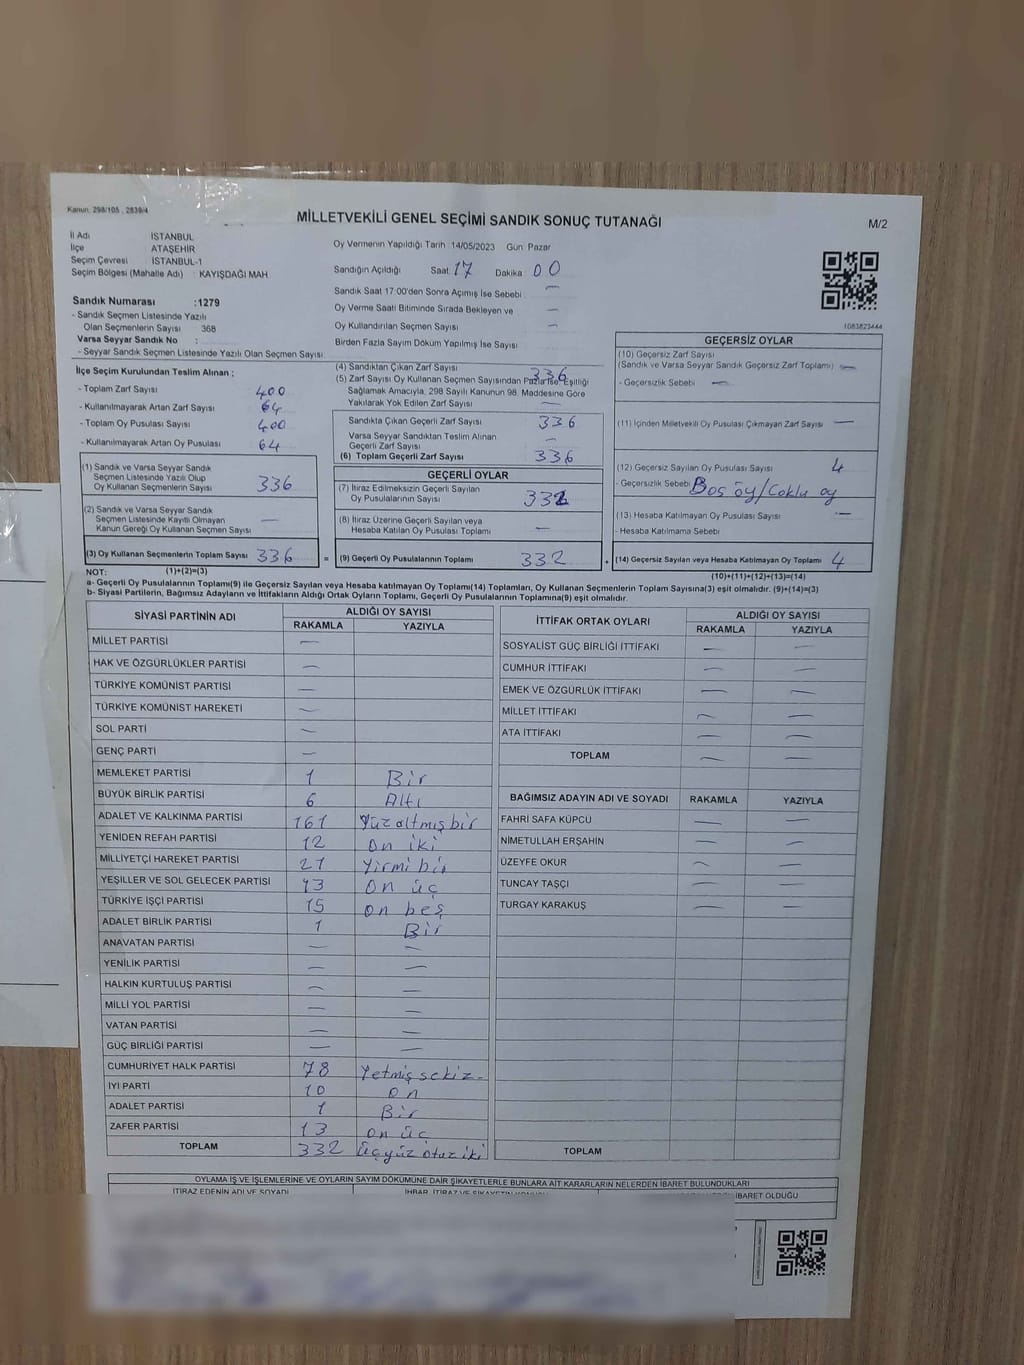 Kanun: 298/105 , 2839/4
MİLLETVEKİLİ GENEL SEÇİMİ SANDIK SONUÇ TUTANAĞI
M/2
İl Adı : İSTANBUL
İlçe : ATAŞEHİR
Seçim Çevresi : İSTANBUL-1
Seçim Bölgesi (Mahalle Adı) : KAYIŞDAĞI MAH
Oy Vermenin Yapıldığı Tarih :14/05/2023 Gün: Pazar
Sandığın Açıldığı Saat: 17 Dakika: 00
Sandık Saat 17:00'den Sonra Açılmış İse Sebebi : —
Oy Verme Saati Bitiminde Sırada Bekleyen ve —
Oy Kullandırılan Seçmen Sayısı —
Birden Fazla Sayım Döküm Yapılmış İse Sayısı
1083823444
Sandık Numarası :1279
- Sandık Seçmen Listesinde Yazılı
Olan Seçmenlerin Sayısı : 368
Varsa Seyyar Sandık No :
- Seyyar Sandık Seçmen Listesinde Yazılı Olan Seçmen Sayısı :
İlçe Seçim Kurulundan Teslim Alınan ;
- Toplam Zarf Sayısı 400
- Kullanılmayarak Artan Zarf Sayısı 64
- Toplam Oy Pusulası Sayısı 400
- Kullanılmayarak Artan Oy Pusulası 64
(1) Sandık ve Varsa Seyyar Sandık
Seçmen Listesinde Yazılı Olup
Oy Kullanan Seçmenlerin Sayısı 336
(2) Sandık ve Varsa Seyyar Sandık
Seçmen Listesinde Kayıtlı Olmayan
Kanun Gereği Oy Kullanan Seçmen Sayısı —
(3) Oy Kullanan Seçmenlerin Toplam Sayısı 336 =
(4) Sandıktan Çıkan Zarf Sayısı 336
(5) Zarf Sayısı Oy Kullanan Seçmen Sayısından Fazla İse, Eşitliği
Sağlamak Amacıyla, 298 Sayılı Kanunun 98. Maddesine Göre
Yakılarak Yok Edilen Zarf Sayısı —
Sandıkta Çıkan Geçerli Zarf Sayısı 336
Varsa Seyyar Sandıktan Teslim Alınan
Geçerli Zarf Sayısı —
(6) Toplam Geçerli Zarf Sayısı 336
GEÇERLİ OYLAR
(7) İtiraz Edilmeksizin Geçerli Sayılan
Oy Pusulalarının Sayısı 332
(8) İtiraz Üzerine Geçerli Sayılan veya
Hesaba Katılan Oy Pusulası Toplamı —
(9) Geçerli Oy Pusulalarının Toplamı 332 +
GEÇERSİZ OYLAR
(10) Geçersiz Zarf Sayısı
(Sandık ve Varsa Seyyar Sandık Geçersiz Zarf Toplamı) —
- Geçersizlik Sebebi : —
(11) İçinden Milletvekili Oy Pusulası Çıkmayan Zarf Sayısı —
(12) Geçersiz Sayılan Oy Pusulası Sayısı 4
- Geçersizlik Sebebi : Boş oy/Çoklu oy
(13) Hesaba Katılmayan Oy Pusulası Sayısı —
- Hesaba Katılmama Sebebi :
(14) Geçersiz Sayılan veya Hesaba Katılmayan Oy Toplamı 4
NOT: (1)+(2)=(3) (10)+(11)+(12)+(13)=(14)
a- Geçerli Oy Pusulalarının Toplamı(9) ile Geçersiz Sayılan veya Hesaba katılmayan Oy Toplamı(14) Toplamları, Oy Kullanan Seçmenlerin Toplam Sayısına(3) eşit olmalıdır. (9)+(14)=(3)
b- Siyasi Partilerin, Bağımsız Adayların ve İttifakların Aldığı Ortak Oyların Toplamı, Geçerli Oy Pusulalarının Toplamına(9) eşit olmalıdır.
SİYASİ PARTİNİN ADI ALDIĞI OY SAYISI
RAKAMLA YAZIYLA
MİLLET PARTİSİ —
HAK VE ÖZGÜRLÜKLER PARTİSİ —
TÜRKİYE KOMÜNİST PARTİSİ —
TÜRKİYE KOMÜNİST HAREKETİ —
SOL PARTİ —
GENÇ PARTİ —
MEMLEKET PARTİSİ 1 Bir
BÜYÜK BİRLİK PARTİSİ 6 Altı
ADALET VE KALKINMA PARTİSİ 161 Yüzaltmışbir
YENİDEN REFAH PARTİSİ 12 On iki
MİLLİYETÇİ HAREKET PARTİSİ 21 Yirmi bir
YEŞİLLER VE SOL GELECEK PARTİSİ 13 On üç
TÜRKİYE İŞÇİ PARTİSİ 15 on beş
ADALET BİRLİK PARTİSİ 1 Bir
ANAVATAN PARTİSİ — —
YENİLİK PARTİSİ — —
HALKIN KURTULUŞ PARTİSİ — —
MİLLİ YOL PARTİSİ — —
VATAN PARTİSİ — —
GÜÇ BİRLİĞİ PARTİSİ — —
CUMHURİYET HALK PARTİSİ 78 Yetmişsekiz-
İYİ PARTİ 10 On
ADALET PARTİSİ 1 Bir
ZAFER PARTİSİ 13 On üç
TOPLAM 332 Üçyüz otuziki
İTTİFAK ORTAK OYLARI ALDIĞI OY SAYISI
RAKAMLA YAZIYLA
SOSYALİST GÜÇ BİRLİĞİ İTTİFAKI — —
CUMHUR İTTİFAKI — —
EMEK VE ÖZGÜRLÜK İTTİFAKI — —
MİLLET İTTİFAKI — —
ATA İTTİFAKI — —
TOPLAM — —
BAĞIMSIZ ADAYIN ADI VE SOYADI RAKAMLA YAZIYLA
FAHRİ SAFA KÜPCÜ — —
NİMETULLAH ERŞAHİN — —
ÜZEYFE OKUR — —
TUNCAY TAŞÇI — —
TURGAY KARAKUŞ — —
TOPLAM
OYLAMA İŞ VE İŞLEMLERİNE VE OYLARIN SAYIM DÖKÜMÜNE DAİR ŞİKAYETLERLE BUNLARA AİT KARARLARIN NELERDEN İBARET BULUNDUKLARI
İTİRAZ EDENİN ADI VE SOYADI İHBAR, İTİRAZ VE ŞİKAYETİN KONUSU İBARET OLDUĞU